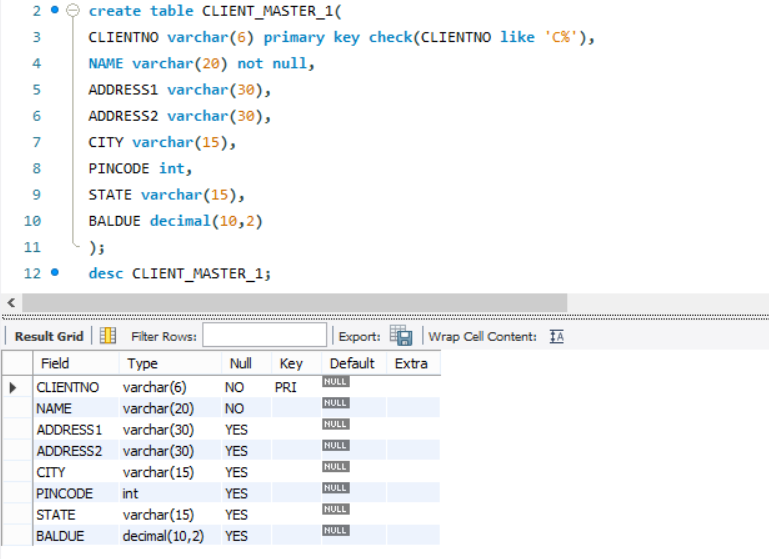 2 create table CLIENT_MASTER_1(
3 CLIENTNO varchar(6) primary key check(CLIENTNO like 'C%'),
4 NAME varchar(20) not null,
5 ADDRESS1 varchar(30),
6 ADDRESS2 varchar(30),
7 CITY varchar(15),
8 PINCODE int,
9 STATE varchar(15),
10 BALDUE decimal(10,2)
11 );
12 desc CLIENT_MASTER_1;
Result Grid Filter Rows: Export: Wrap Cell Content: IA
Field Type Null Key Default Extra
CLIENTNO varchar(6) NO PRI NULL
NAME varchar(20) NO NULL
ADDRESS1 varchar(30) YES NULL
ADDRESS2 varchar(30) YES NULL
CITY varchar(15) YES NULL
PINCODE int YES NULL
STATE varchar(15) YES NULL
BALDUE decimal(10,2) YES NULL